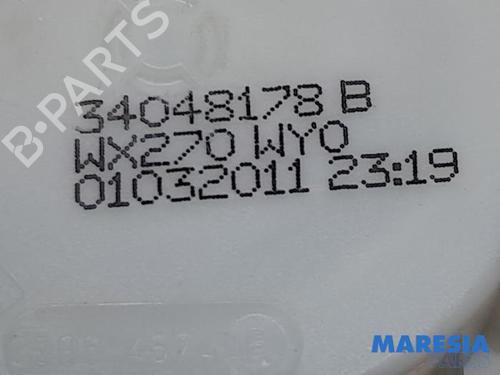 34048178 B
WX270 WY0
01032011 23:19
B-PARTS
MARESIA